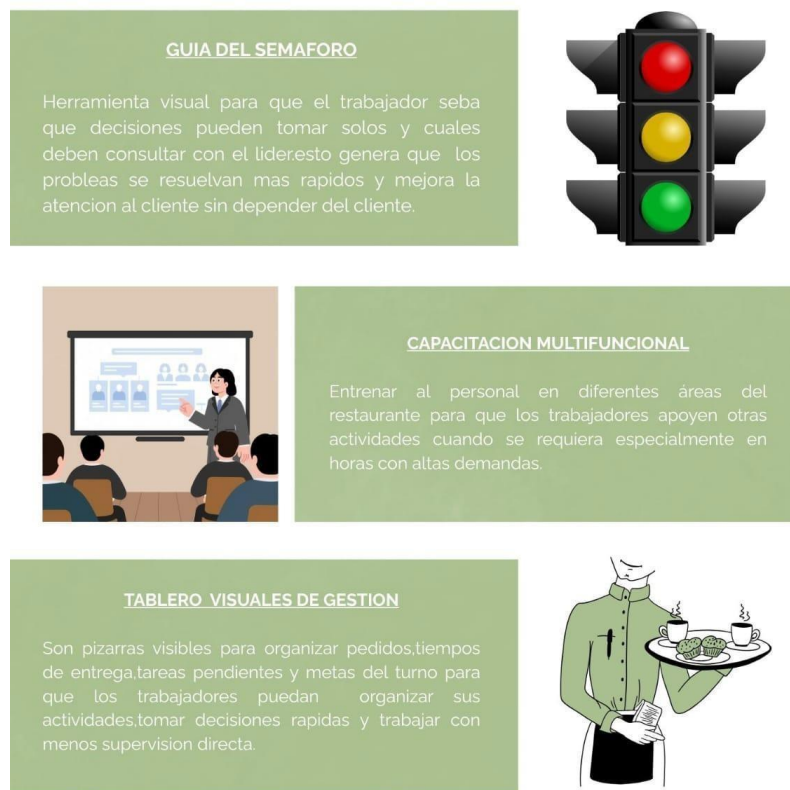 GUIA DEL SEMAFORO
Herramienta visual para que el trabajador seba
que decisiones pueden tomar solos y cuales
deben consultar con el lider.esto genera que los
probleas se resuelvan mas rapidos y mejora la
atencion al cliente sin depender del cliente.
CAPACITACION MULTIFUNCIONAL
Entrenar al personal en diferentes áreas del
restaurante para que los trabajadores apoyen otras
actividades cuando se requiera especialmente en
horas con altas demandas.
TABLERO VISUALES DE GESTION
Son pizarras visibles para organizar pedidos,tiempos
de entrega,tareas pendientes y metas del turno para
que los trabajadores puedan organizar sus
actividades,tomar decisiones rapidas y trabajar con
menos supervision directa.